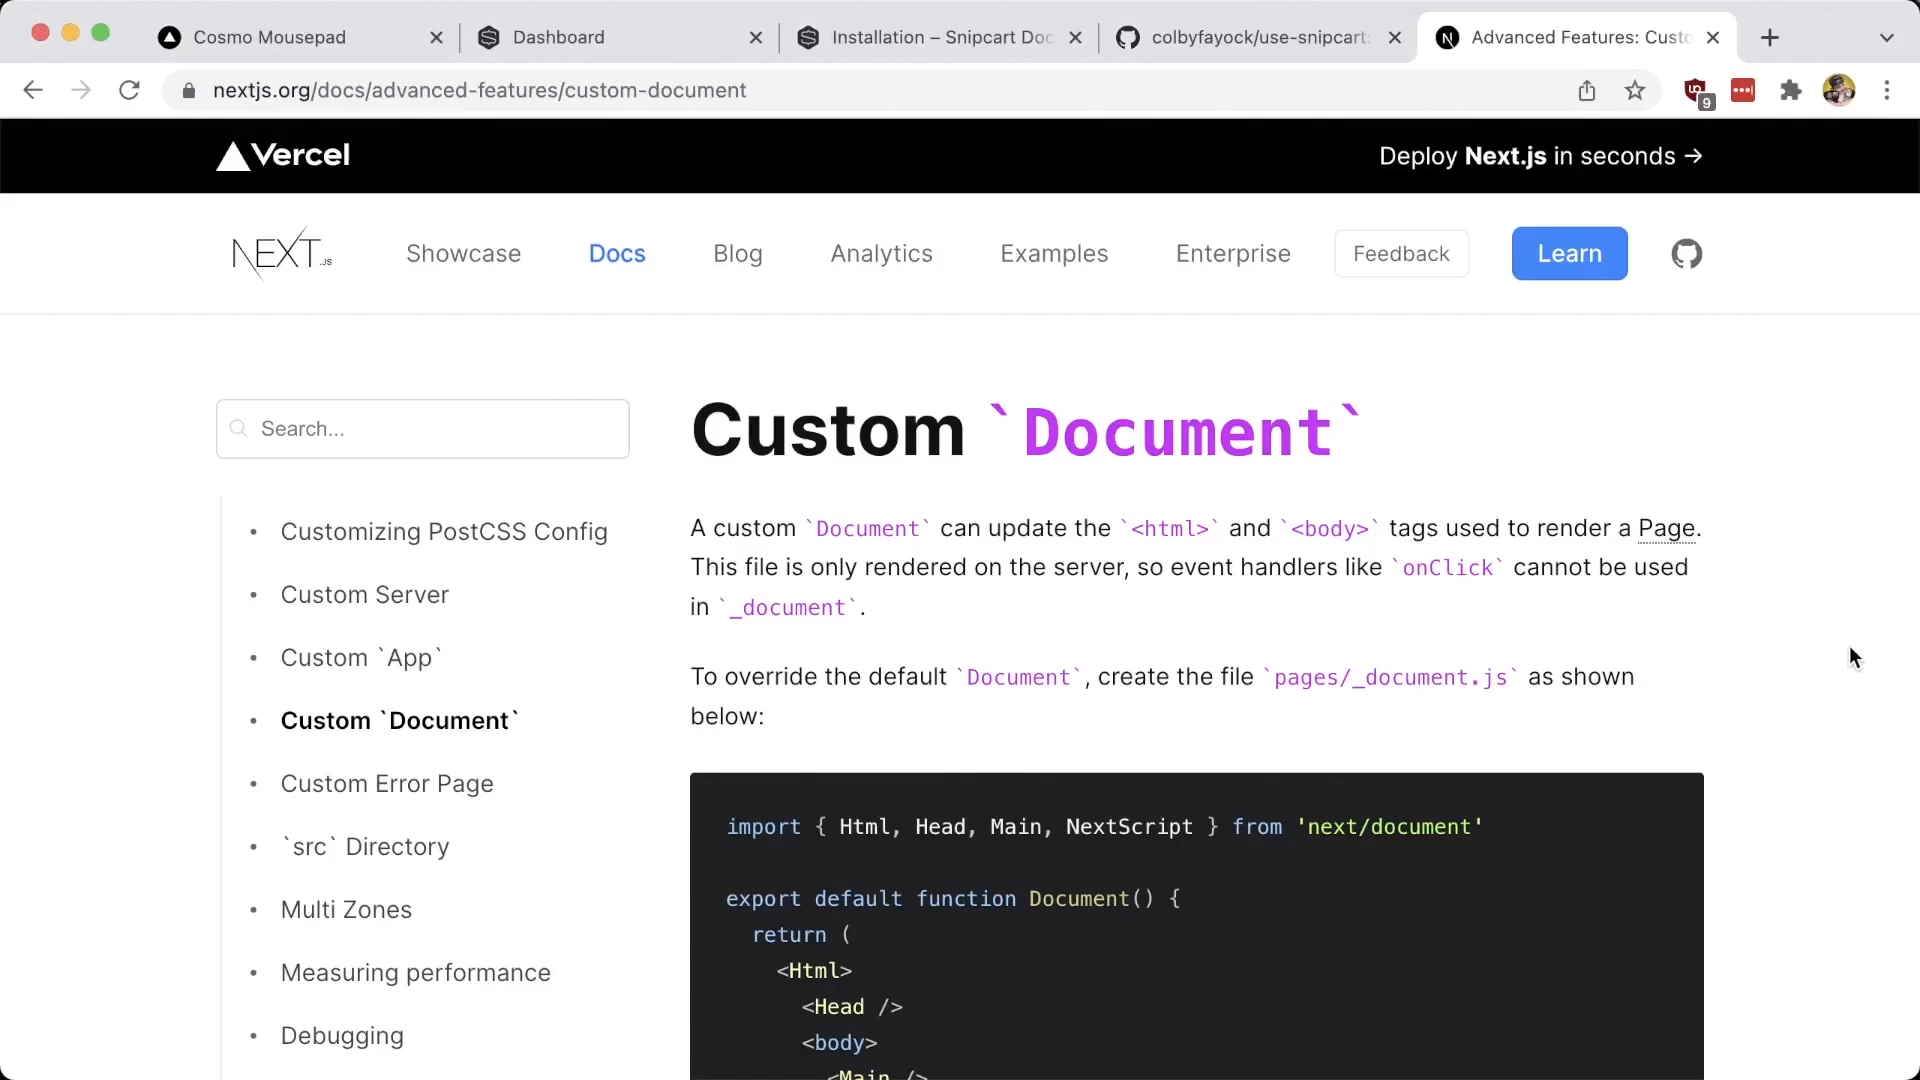 Cosmo Mousepad
Dashboard
Installation – Snipcart Doc
colbyfayock/use-snipcart:
Advanced Features: Custo
nextjs.org/docs/advanced-features/custom-document
9
Vercel
Deploy Next.js in seconds →
NEXT.JS
Showcase
Docs
Blog
Analytics
Examples
Enterprise
Feedback
Learn
Search...
• Customizing PostCSS Config
• Custom Server
• Custom `App`
• Custom `Document`
• Custom Error Page
• `src` Directory
• Multi Zones
• Measuring performance
• Debugging
Custom `Document`
A custom `Document` can update the `<html>` and `<body>` tags used to render a Page.
This file is only rendered on the server, so event handlers like `onClick` cannot be used
in `_document`.
To override the default `Document`, create the file `pages/_document.js` as shown
below:
import { Html, Head, Main, NextScript } from 'next/document'
export default function Document() {
return (
<Html>
<Head />
<body>
<Main />